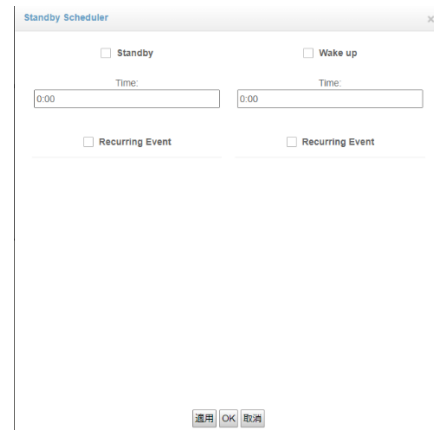 Standby Scheduler ×
Standby Wake up
Time: Time:
0:00 0:00
Recurring Event Recurring Event
適用 OK 取消